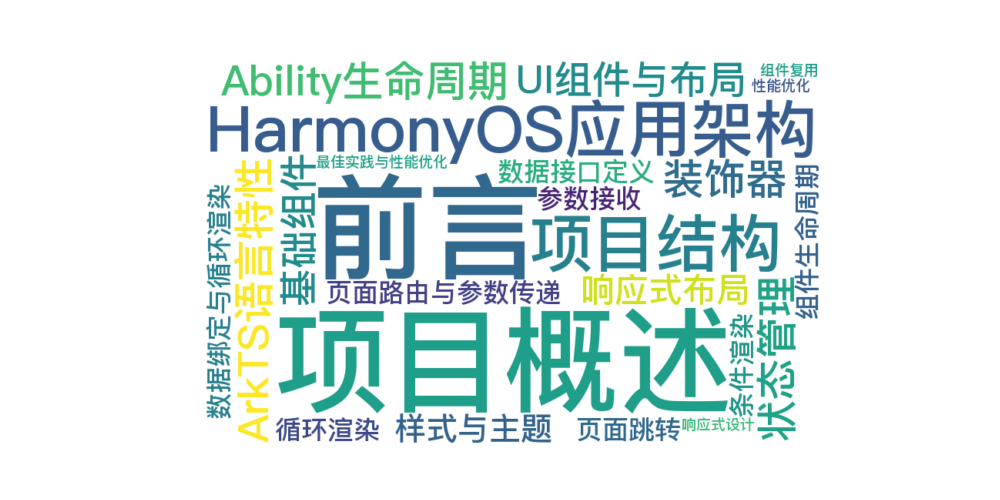 Ability生命周期
UI组件与布局
组件复用
性能优化
HarmonyOS应用架构
最佳实践与性能优化
数据接口定义
装饰器
参数接收
前言
项目结构
基础组件
ArkTS语言特性
数据绑定与循环渲染
组件生命周期
页面路由与参数传递
响应式布局
项目概述
条件渲染
状态管理
循环渲染
样式与主题
页面跳转
响应式设计